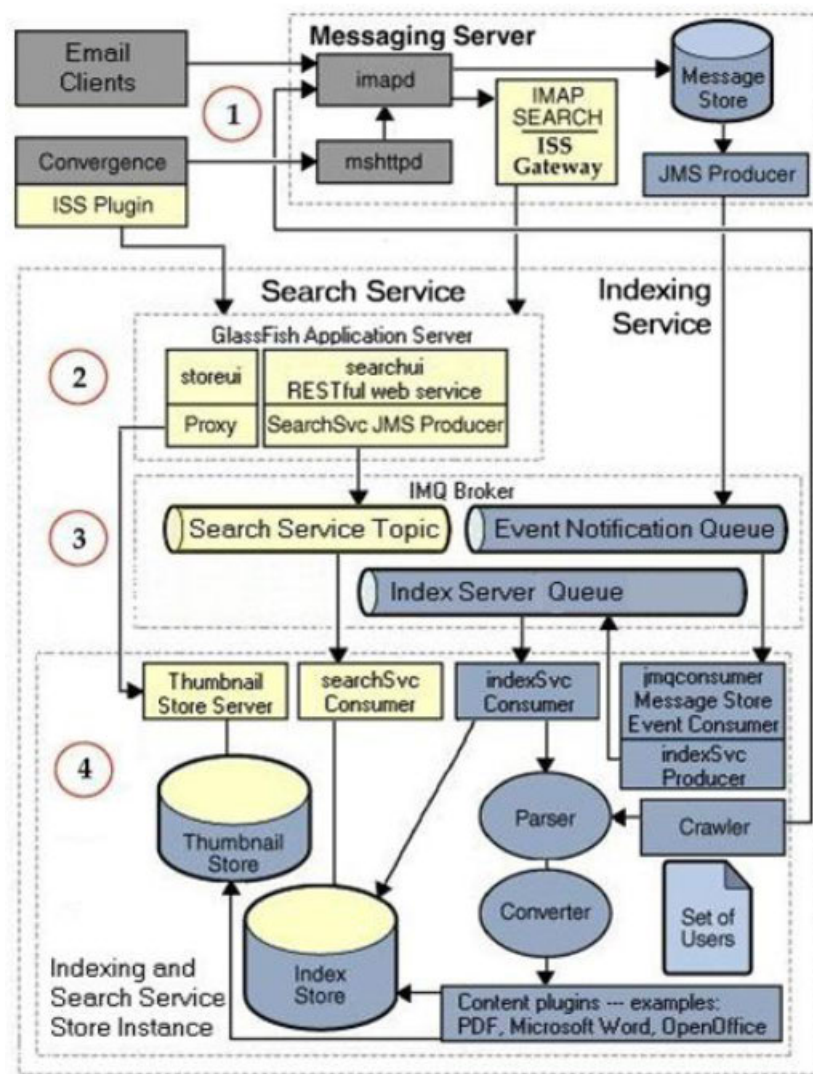 Messaging Server
Email
Clients
imapd
Message
Store
1
IMAP
SEARCH
ISS
Gateway
Convergence
mshttpd
JMS Producer
ISS Plugin
Search Service
Indexing
Service
GlassFish Application Server
2
storeui
searchui
RESTful web service
Proxy
SearchSvc JMS Producer
IMQ Broker
3
Search Service Topic
Event Notification Queue
Index Server Queue
Thumbnail
Store Server
searchSvc
Consumer
indexSvc
Consumer
jmqconsumer
Message Store
Event Consumer
indexSvc
Producer
4
Thumbnail
Store
Parser
Crawler
Converter
Set of
Users
Index
Store
Indexing and
Search Service
Store Instance
Content plugins --- examples:
PDF, Microsoft Word, OpenOffice